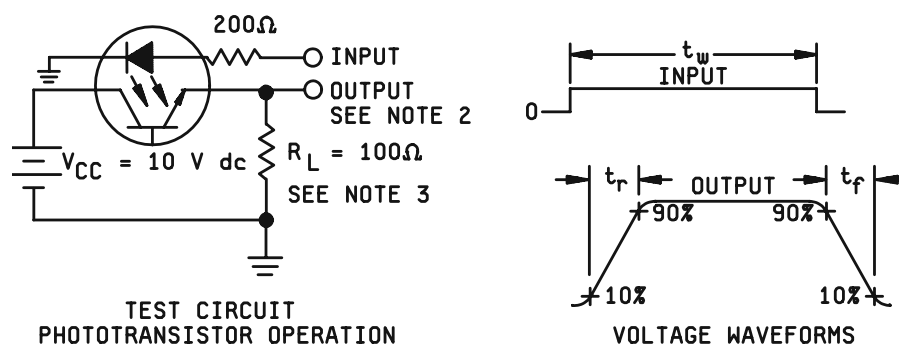 200Ω
INPUT
OUTPUT
SEE NOTE 2
V_CC = 10 V dc
R_L = 100Ω
SEE NOTE 3
TEST CIRCUIT
PHOTOTRANSISTOR OPERATION
t_w
INPUT
0
t_r
OUTPUT
t_f
90%
90%
10%
10%
VOLTAGE WAVEFORMS